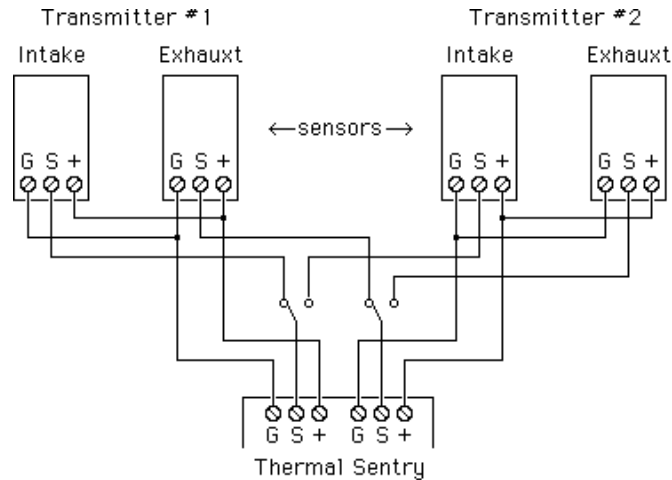 Transmitter #1 Transmitter #2
Intake Exhauxt Intake Exhauxt
←sensors→
G S + G S + G S + G S +
G S + G S +
Thermal Sentry